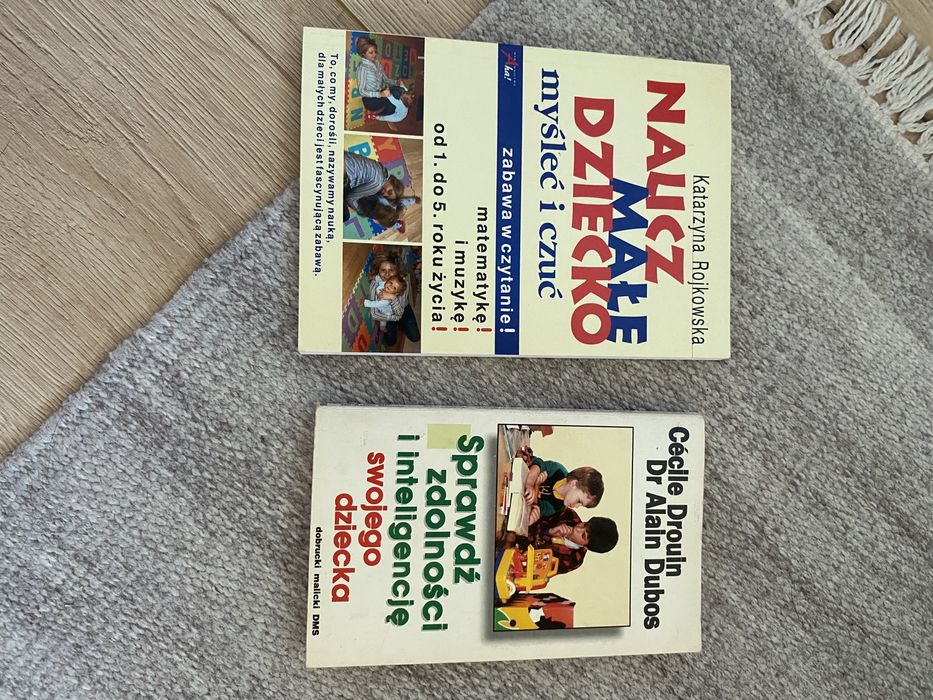 Katarzyna Rojkowska
NAUCZ
MAŁE
DZIECKO
myśleć i czuć
Aha!
zabawa w czytanie!
matematykę!
i muzykę!
od 1. do 5. roku życia!
To, co my, dorośli, nazywamy nauką,
dla małych dzieci jest fascynującą zabawą.
Cécile Drouin
Dr Alain Dubos
Sprawdź
zdolności
i inteligencję
swojego
dziecka
dobrucki malicki DMS